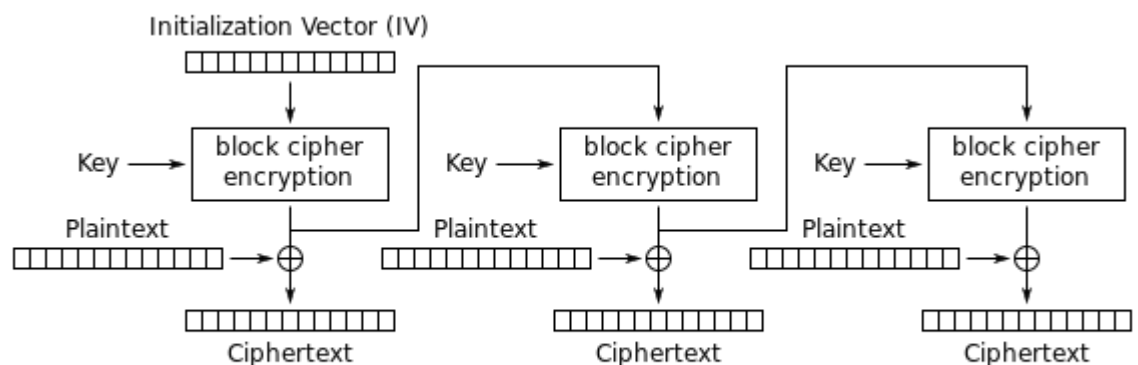 Initialization Vector (IV)
Key
block cipher
encryption
Key
block cipher
encryption
Key
block cipher
encryption
Plaintext
Plaintext
Plaintext
Ciphertext
Ciphertext
Ciphertext